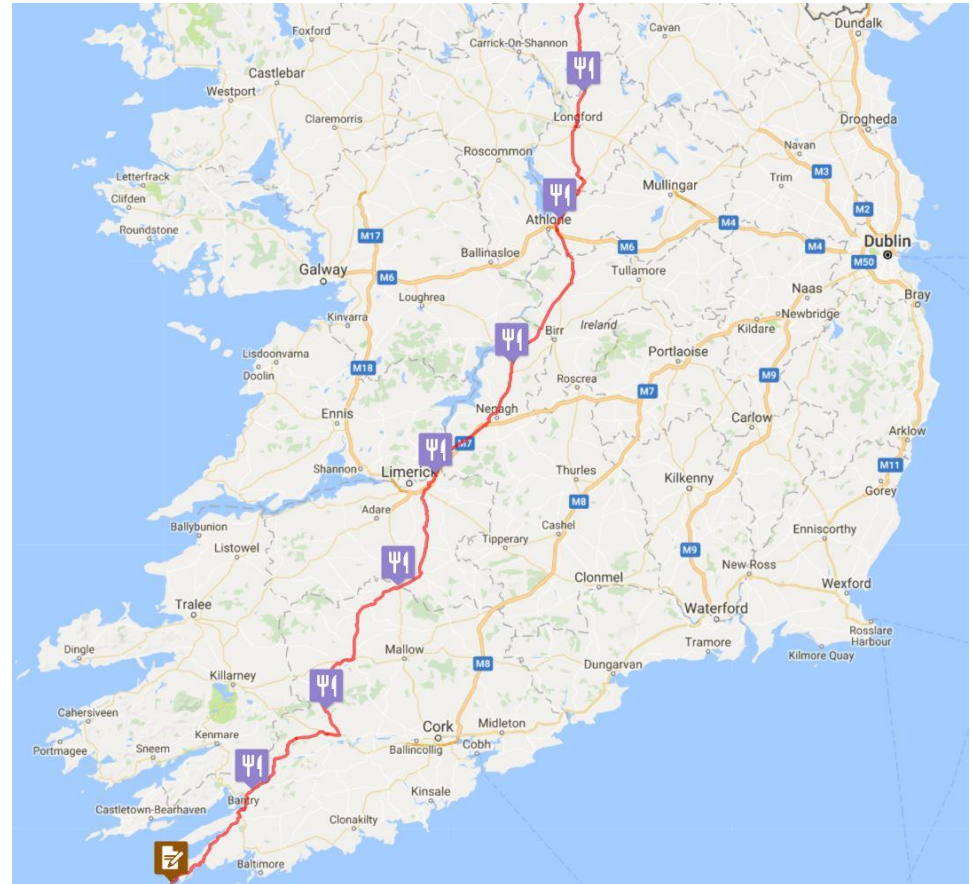 Dundalk
Foxford
Cavan
Carrick-On-Shannon
Castlebar
Westport
Claremorris
Longford
Drogheda
Roscommon
Navan
M3
Letterfrack
Clifden
Mullingar
Trim
M2
Roundstone
Athlone
M17
M4
M4
Dublin
Ballinasloe
M6
M50
Galway
M6
Tullamore
Naas
Bray
Loughrea
Kinvarra
Newbridge
Birr
Ireland
Kildare
Lisdoonvarna
Doolin
M18
Portlaoise
M9
Roscrea
M7
Ennis
Nenagh
Carlow
Arklow
M7
Shannon
Limerick
Thurles
Kilkenny
M11
Gorey
Adare
M8
Ballybunion
Cashel
Enniscorthy
Listowel
Tipperary
M9
New Ross
Clonmel
Wexford
Tralee
Waterford
Rosslare
Harbour
Dingle
Mallow
Tramore
Kilmore Quay
M8
Dungarvan
Killarney
Cahersiveen
Cork
Midleton
Portmagee
Sneem
Kenmare
Ballincollig
Cobh
Kinsale
Castletown-Bearhaven
Bantry
Clonakilty
Baltimore